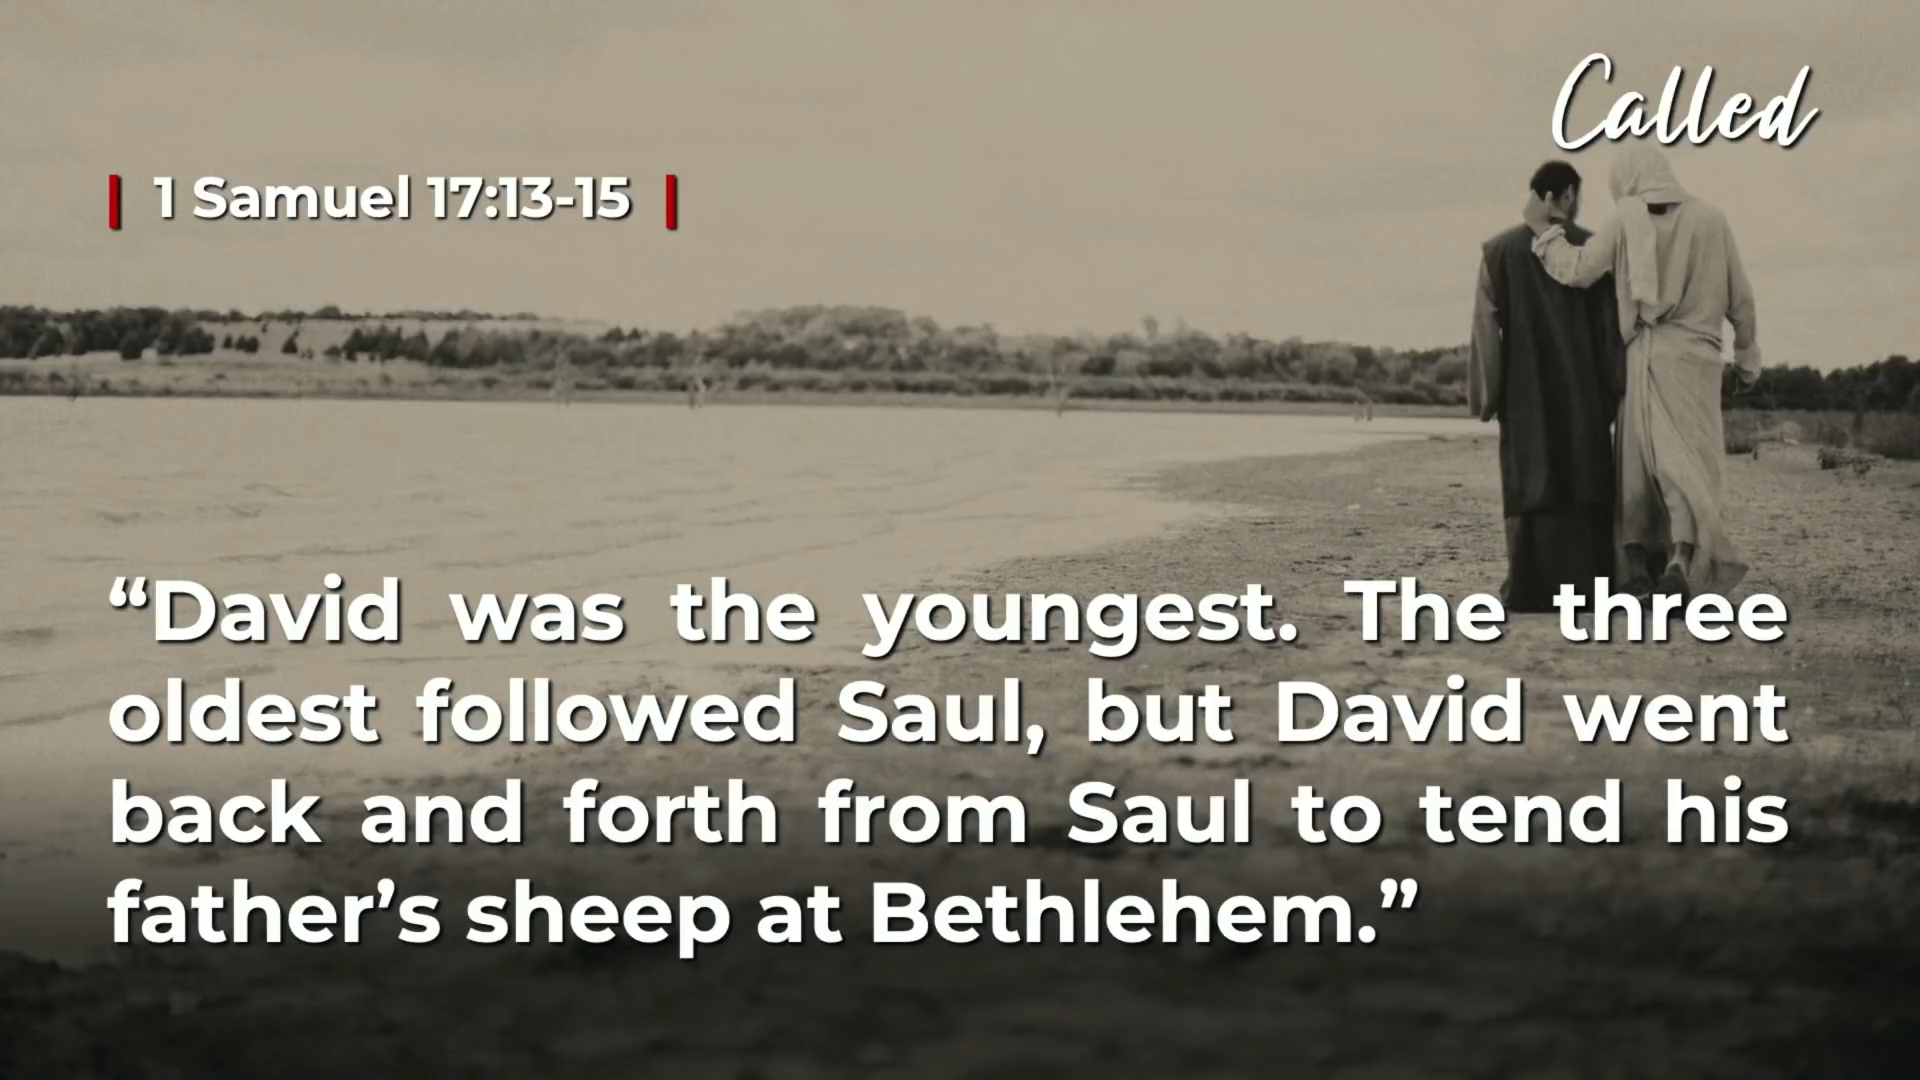 Called
| 1 Samuel 17:13-15 |
“David was the youngest. The three
oldest followed Saul, but David went
back and forth from Saul to tend his
father’s sheep at Bethlehem.”